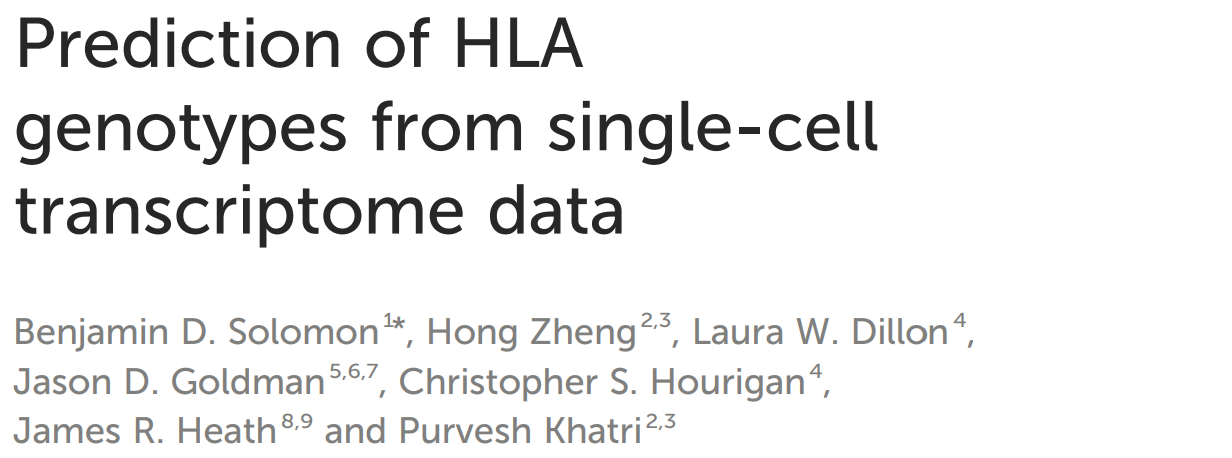 Prediction of HLA
genotypes from single-cell
transcriptome data
Benjamin D. Solomon1*, Hong Zheng2,3, Laura W. Dillon4,
Jason D. Goldman5,6,7, Christopher S. Hourigan4,
James R. Heath8,9 and Purvesh Khatri2,3